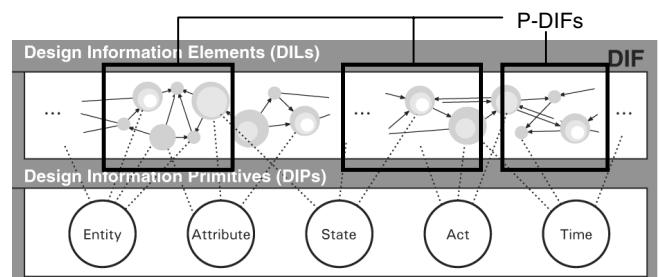 P-DIFs
Design Information Elements (DILs)
DIF
... ... ...
Design Information Primitives (DIPs)
Entity Attribute State Act Time